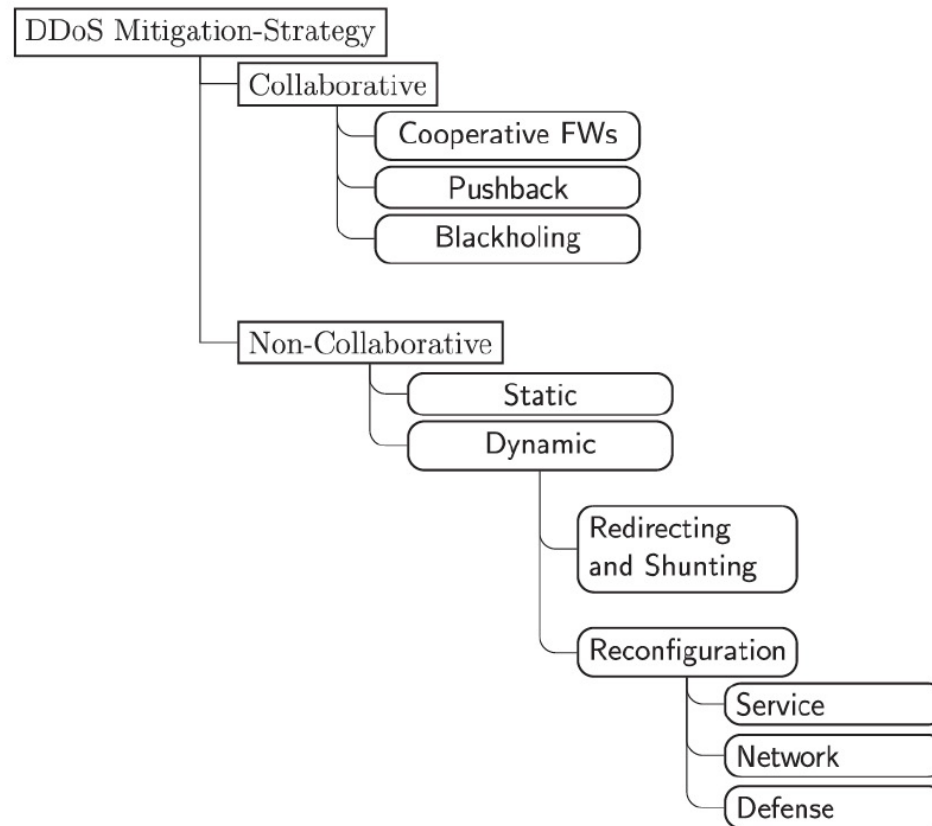 DDoS Mitigation-Strategy
Collaborative
Cooperative FWs
Pushback
Blackholing
Non-Collaborative
Static
Dynamic
Redirecting
and Shunting
Reconfiguration
Service
Network
Defense